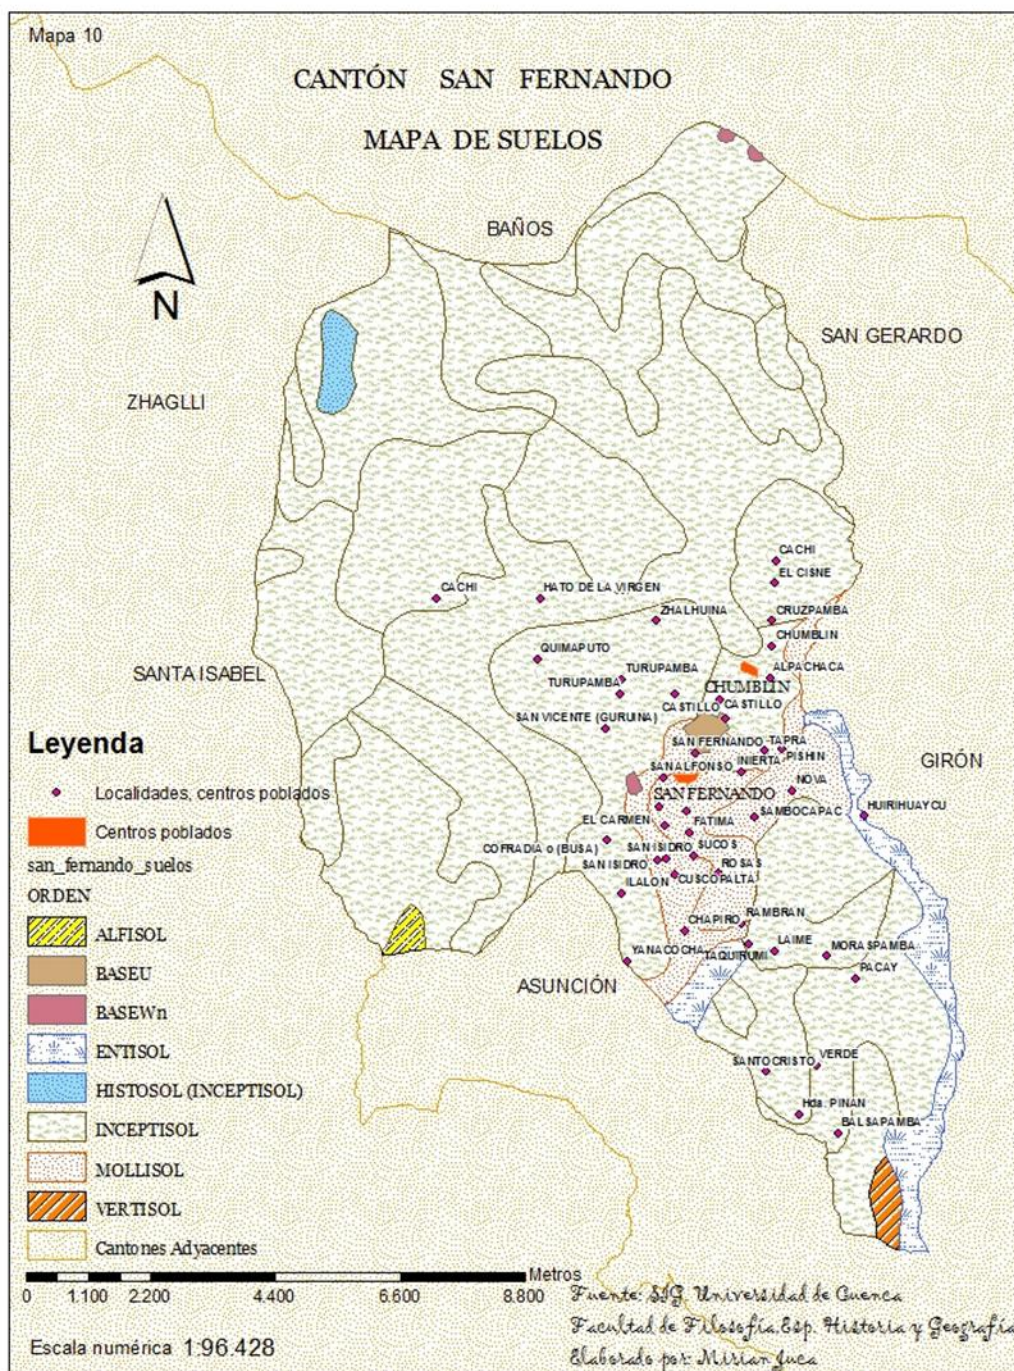 Mapa 10
CANTÓN SAN FERNANDO
MAPA DE SUELOS
N
BAÑOS
SAN GERARDO
ZHAGLLI
CACHI
EL CISNE
CACHI
HATO DE LA VIRGEN
ZHALHUINA
CRUZPAMBA
CHUMBLIN
QUIMAPUTO
TURUPAMBA
ALPACHACA
SANTA ISABEL
TURUPAMBA
CHUMBLÍN
CASTILLO
CASTILLO
SAN VICENTE (GURUINA)
SAN FERNANDO
TAPRA
PISHIN
GIRÓN
SAN ALFONSO
INIERTA
NOVA
SAN FERNANDO
HUIRIHUAYCU
SAMBOCAPAC
EL CARMEN
FATIMA
COFRADIA o (BUSA)
SAN ISIDRO
SUCOS
SAN ISIDRO
ROSAS
ILALON
CUSCOPALTA
CHAPIRO
RAMBRAN
YANACOCHA
TAQUIRUMI
LAIME
MORASPAMBA
PACAY
ASUNCIÓN
SANTOCRISTO
VERDE
Hda. PIÑAN
BALSAPAMBA
Leyenda
Localidades, centros poblados
Centros poblados
san_fernando_suelos
ORDEN
ALFISOL
BASEU
BASEWn
ENTISOL
HISTOSOL (INCEPTISOL)
INCEPTISOL
MOLLISOL
VERTISOL
Cantones Adyacentes
Metros
0 1.100 2.200 4.400 6.600 8.800
Escala numérica 1:96.428
Fuente: SIG. Universidad de Cuenca
Facultad de Filosofía.Esp. Historia y Geografía
Elaborado por: Mirian Juca